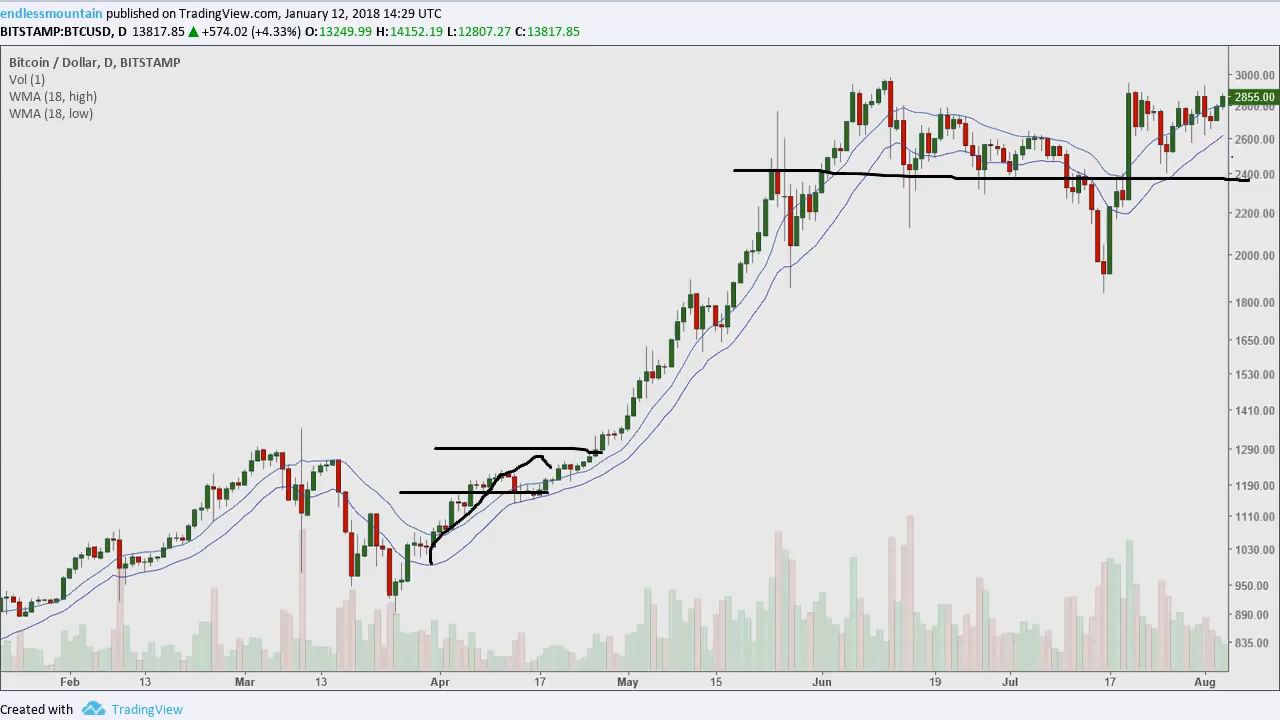 endlessmountain published on TradingView.com, January 12, 2018 14:29 UTC
BITSTAMP:BTCUSD, D 13817.85 ▲ +574.02 (+4.33%) O:13249.99 H:14152.19 L:12807.27 C:13817.85
Bitcoin / Dollar, D, BITSTAMP
Vol (1)
WMA (18, high)
WMA (18, low)
3000.00
2855.00
2800.00
2600.00
2400.00
2200.00
2000.00
1800.00
1650.00
1530.00
1410.00
1290.00
1190.00
1110.00
1030.00
950.00
890.00
835.00
Feb 13 Mar 13 Apr 17 May 15 Jun 19 Jul 17 Aug
Created with TradingView